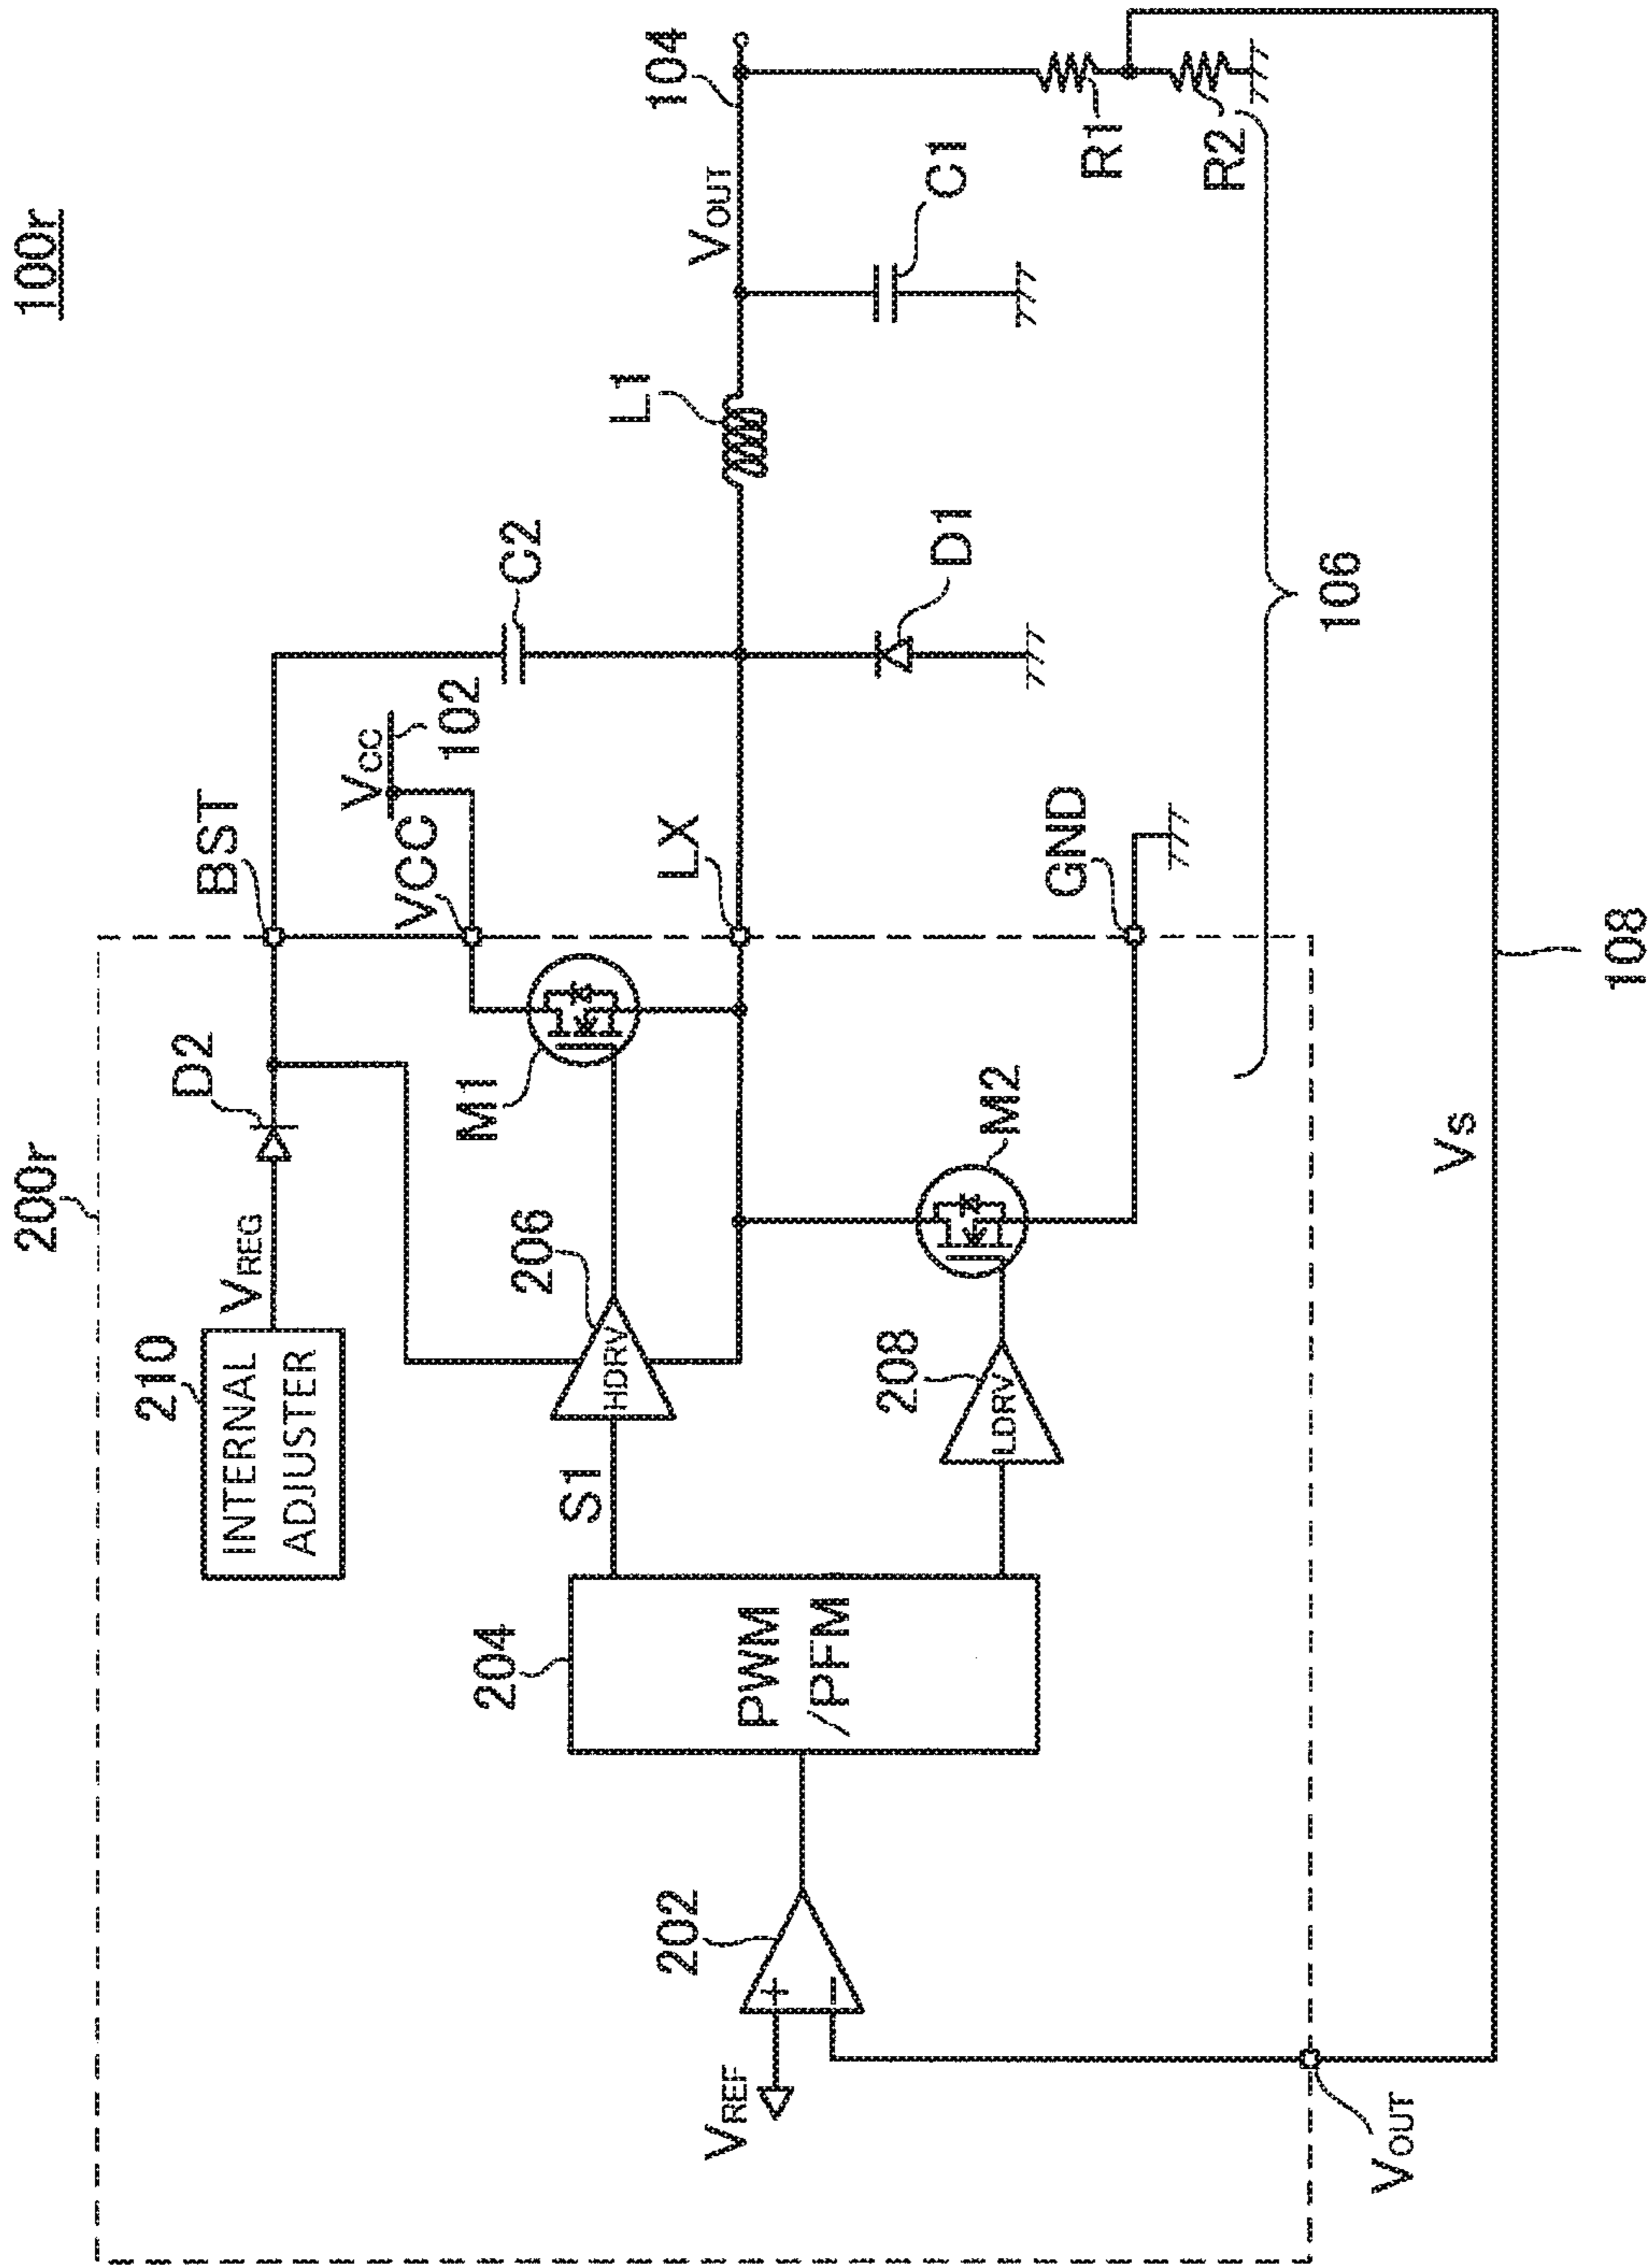 100r
200r
210
INTERNAL
ADJUSTER
VREG
D2
BST
VCC
102
VCC
C2
L1
VOUT
104
204
PWM
/PFM
S1
206
HDRV
M1
LX
202
VREF
+
−
208
LDRV
M2
GND
D1
C1
R1
R2
106
VOUT
VS
108